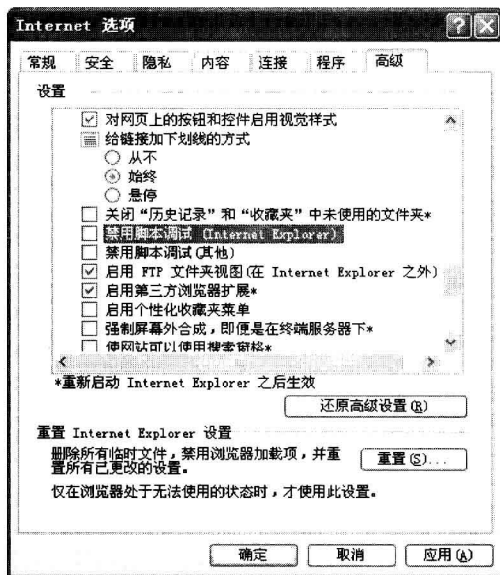 Internet 选项
常规 安全 隐私 内容 连接 程序 高级
设置
对网页上的按钮和控件启用视觉样式
给链接加下划线的方式
从不
始终
悬停
关闭“历史记录”和“收藏夹”中未使用的文件夹*
禁用脚本调试 (Internet Explorer)
禁用脚本调试(其他)
启用 FTP 文件夹视图(在 Internet Explorer 之外)
启用第三方浏览器扩展*
启用个性化收藏夹菜单
强制屏幕外合成，即便是在终端服务器下*
使网站可以使用搜索窗格*
*重新启动 Internet Explorer 之后生效
还原高级设置(R)
重置 Internet Explorer 设置
删除所有临时文件，禁用浏览器加载项，并重
置所有已更改的设置。
重置(S)...
仅在浏览器处于无法使用的状态时，才使用此设置。
确定 取消 应用(A)